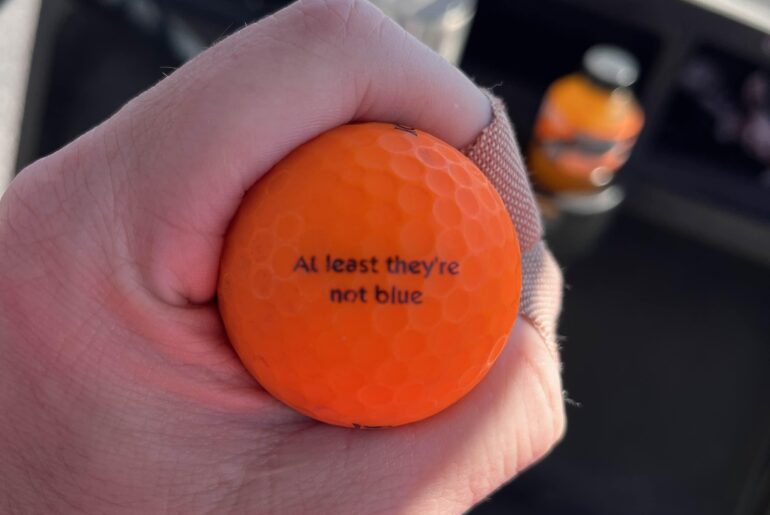 At least they're
not blue